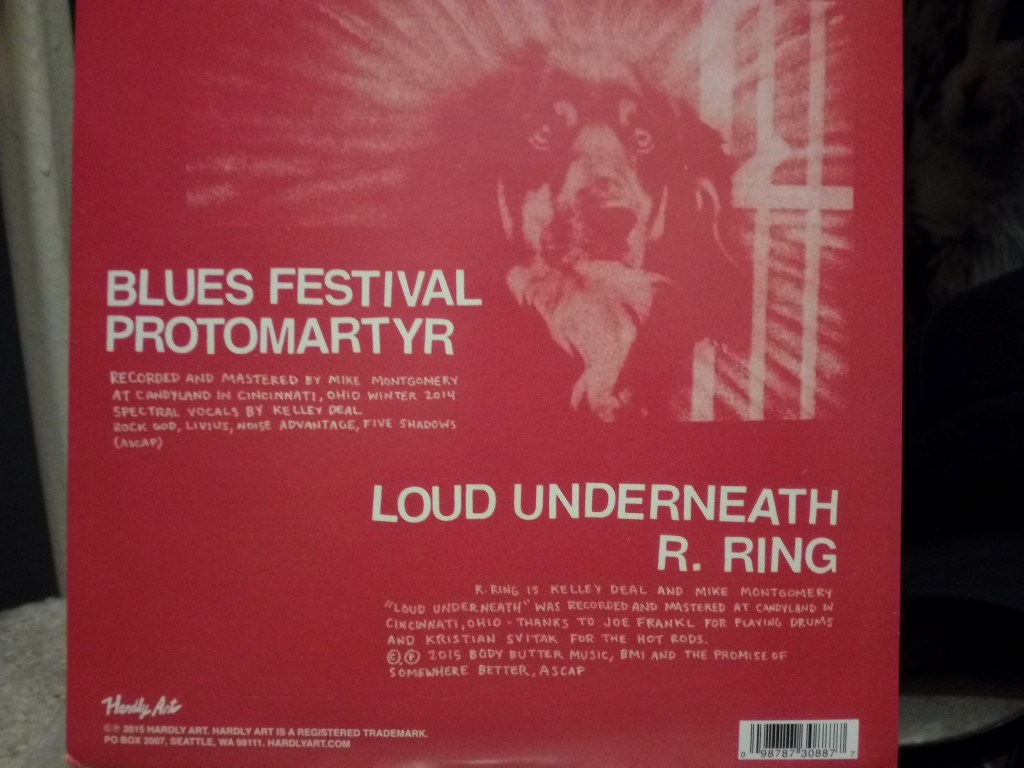 BLUES FESTIVAL
PROTOMARTYR
RECORDED AND MASTERED BY MIKE MONTGOMERY
AT CANDYLAND IN CINCINNATI, OHIO WINTER 2014
SPECTRAL VOCALS BY KELLEY DEAL
ROCK GOD, LIVIUS, NOISE ADVANTAGE, FIVE SHADOWS
(ASCAP)
LOUD UNDERNEATH
R. RING
R. RING IS KELLEY DEAL AND MIKE MONTGOMERY
"LOUD UNDERNEATH" WAS RECORDED AND MASTERED AT CANDYLAND IN
CINCINNATI, OHIO - THANKS TO JOE FRANKL FOR PLAYING DRUMS
AND KRISTIAN SVITAK FOR THE HOT RODS.
©℗ 2015 BODY BUTTER MUSIC, BMI AND THE PROMISE OF
SOMEWHERE BETTER, ASCAP
Hardly Art
©℗ 2015 HARDLY ART. HARDLY ART IS A REGISTERED TRADEMARK.
PO BOX 2007, SEATTLE, WA 98111. HARDLYART.COM
0 98787 30887 7